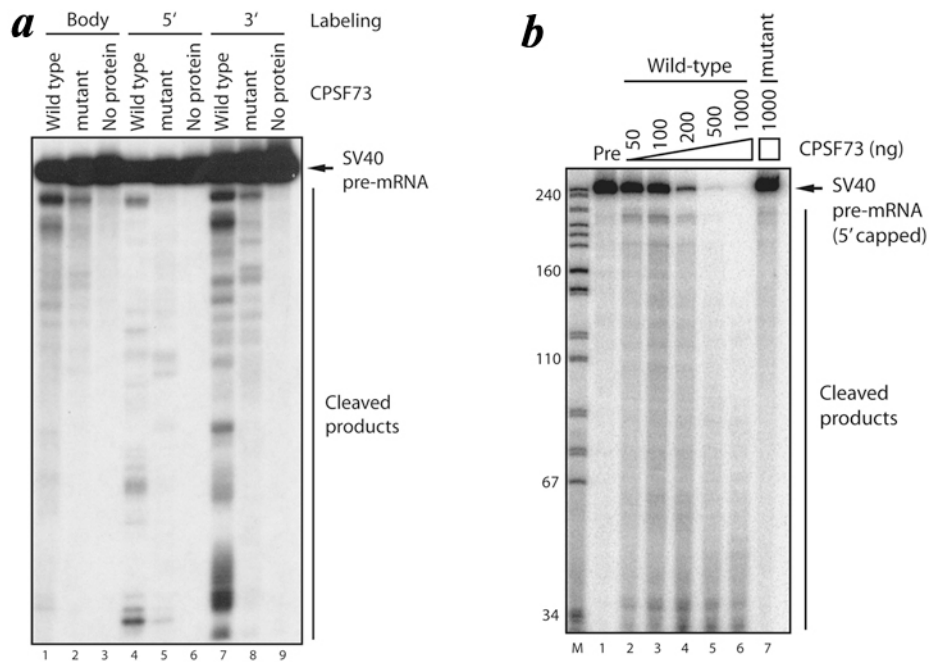 a
Body 5′ 3′ Labeling
Wild type mutant No protein Wild type mutant No protein Wild type mutant No protein CPSF73
SV40
pre-mRNA
Cleaved
products
1 2 3 4 5 6 7 8 9
b
Wild-type mutant
Pre 50 100 200 500 1000 1000 CPSF73 (ng)
SV40
pre-mRNA
(5′ capped)
240
160
110
Cleaved
products
67
34
M 1 2 3 4 5 6 7